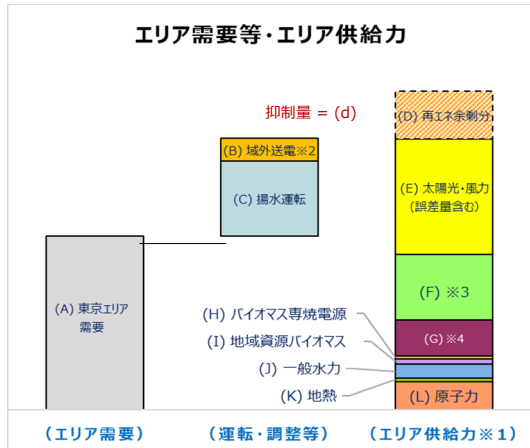 エリア需要等・エリア供給力
抑制量 = (d)
(D) 再エネ余剰分
(B) 域外送電※2
(C) 揚水運転
(E) 太陽光・風力
(誤差量含む)
(A) 東京エリア
需要
(F) ※3
(G) ※4
(H) バイオマス専焼電源
(I) 地域資源バイオマス
(J) 一般水力
(K) 地熱
(L) 原子力
(エリア需要)
(運転・調整等)
(エリア供給力※1)